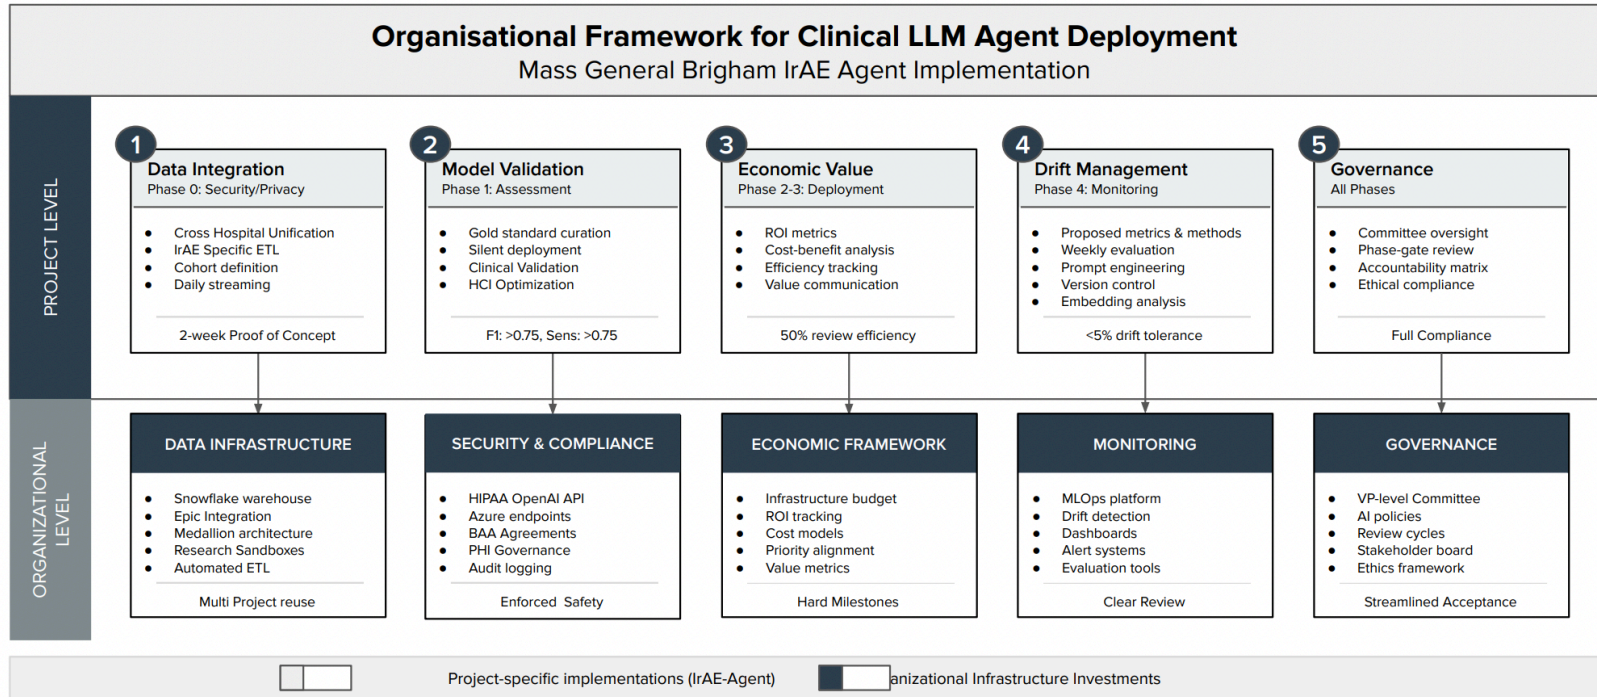 Organisational Framework for Clinical LLM Agent Deployment
Mass General Brigham IrAE Agent Implementation
PROJECT LEVEL
1
Data Integration
Phase 0: Security/Privacy
● Cross Hospital Unification
● IrAE Specific ETL
● Cohort definition
● Daily streaming
2-week Proof of Concept
2
Model Validation
Phase 1: Assessment
● Gold standard curation
● Silent deployment
● Clinical Validation
● HCI Optimization
F1: >0.75, Sens: >0.75
3
Economic Value
Phase 2-3: Deployment
● ROI metrics
● Cost-benefit analysis
● Efficiency tracking
● Value communication
50% review efficiency
4
Drift Management
Phase 4: Monitoring
● Proposed metrics & methods
● Weekly evaluation
● Prompt engineering
● Version control
● Embedding analysis
<5% drift tolerance
5
Governance
All Phases
● Committee oversight
● Phase-gate review
● Accountability matrix
● Ethical compliance
Full Compliance
ORGANIZATIONAL
LEVEL
DATA INFRASTRUCTURE
● Snowflake warehouse
● Epic Integration
● Medallion architecture
● Research Sandboxes
● Automated ETL
Multi Project reuse
SECURITY & COMPLIANCE
● HIPAA OpenAI API
● Azure endpoints
● BAA Agreements
● PHI Governance
● Audit logging
Enforced Safety
ECONOMIC FRAMEWORK
● Infrastructure budget
● ROI tracking
● Cost models
● Priority alignment
● Value metrics
Hard Milestones
MONITORING
● MLOps platform
● Drift detection
● Dashboards
● Alert systems
● Evaluation tools
Clear Review
GOVERNANCE
● VP-level Committee
● AI policies
● Review cycles
● Stakeholder board
● Ethics framework
Streamlined Acceptance
Project-specific implementations (IrAE-Agent)
anizational Infrastructure Investments